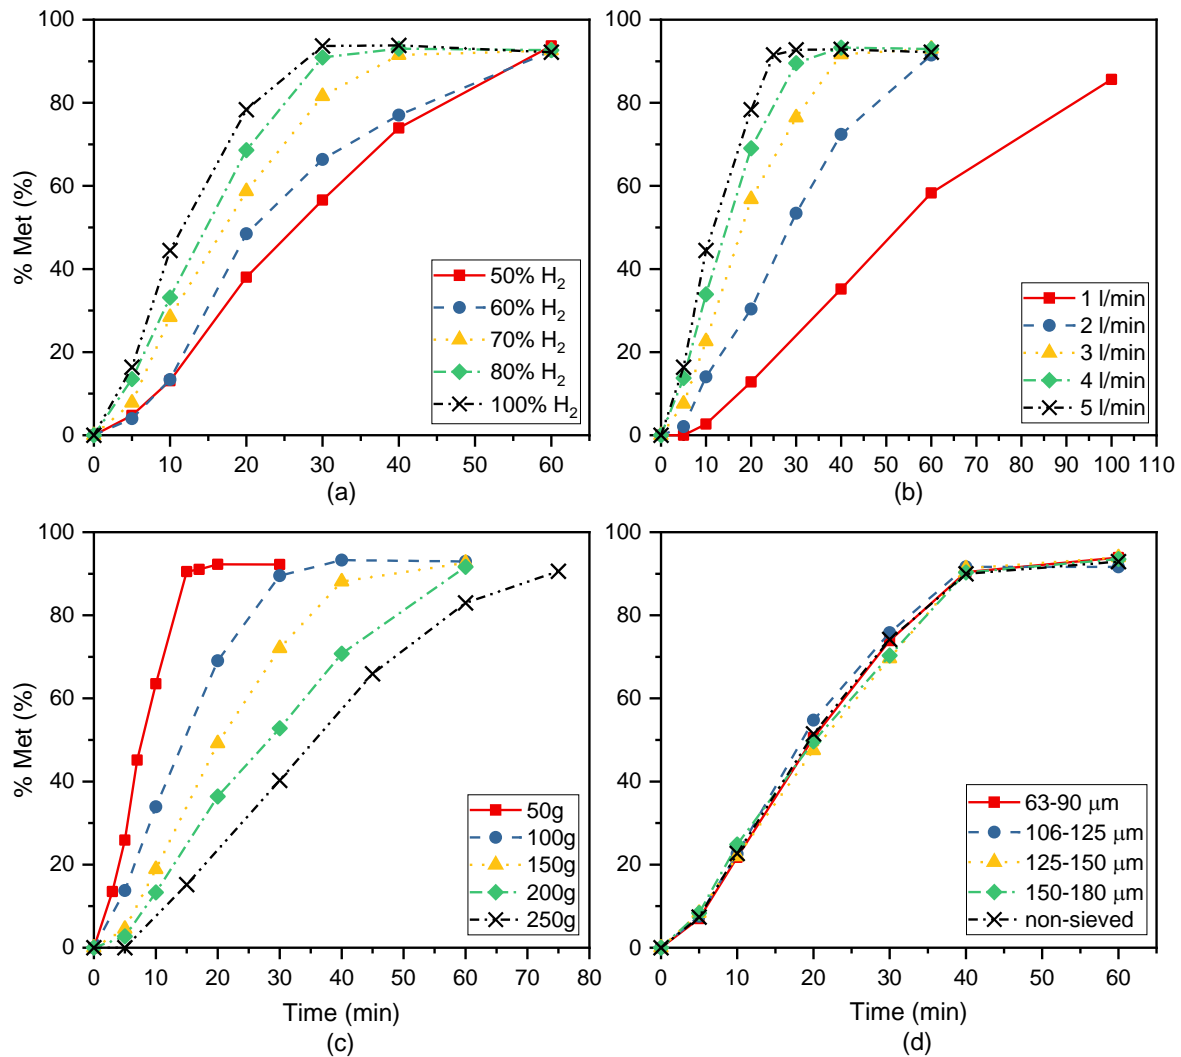 % Met (%)
100
80
60
40
20
0
0 10 20 30 40 50 60
(a)
50% H₂
60% H₂
70% H₂
80% H₂
100% H₂
100
80
60
40
20
0
0 10 20 30 40 50 60 70 80 90 100 110
(b)
1 l/min
2 l/min
3 l/min
4 l/min
5 l/min
% Met (%)
100
80
60
40
20
0
0 10 20 30 40 50 60 70 80
Time (min)
(c)
50g
100g
150g
200g
250g
100
80
60
40
20
0
0 10 20 30 40 50 60
Time (min)
(d)
63-90 μm
106-125 μm
125-150 μm
150-180 μm
non-sieved